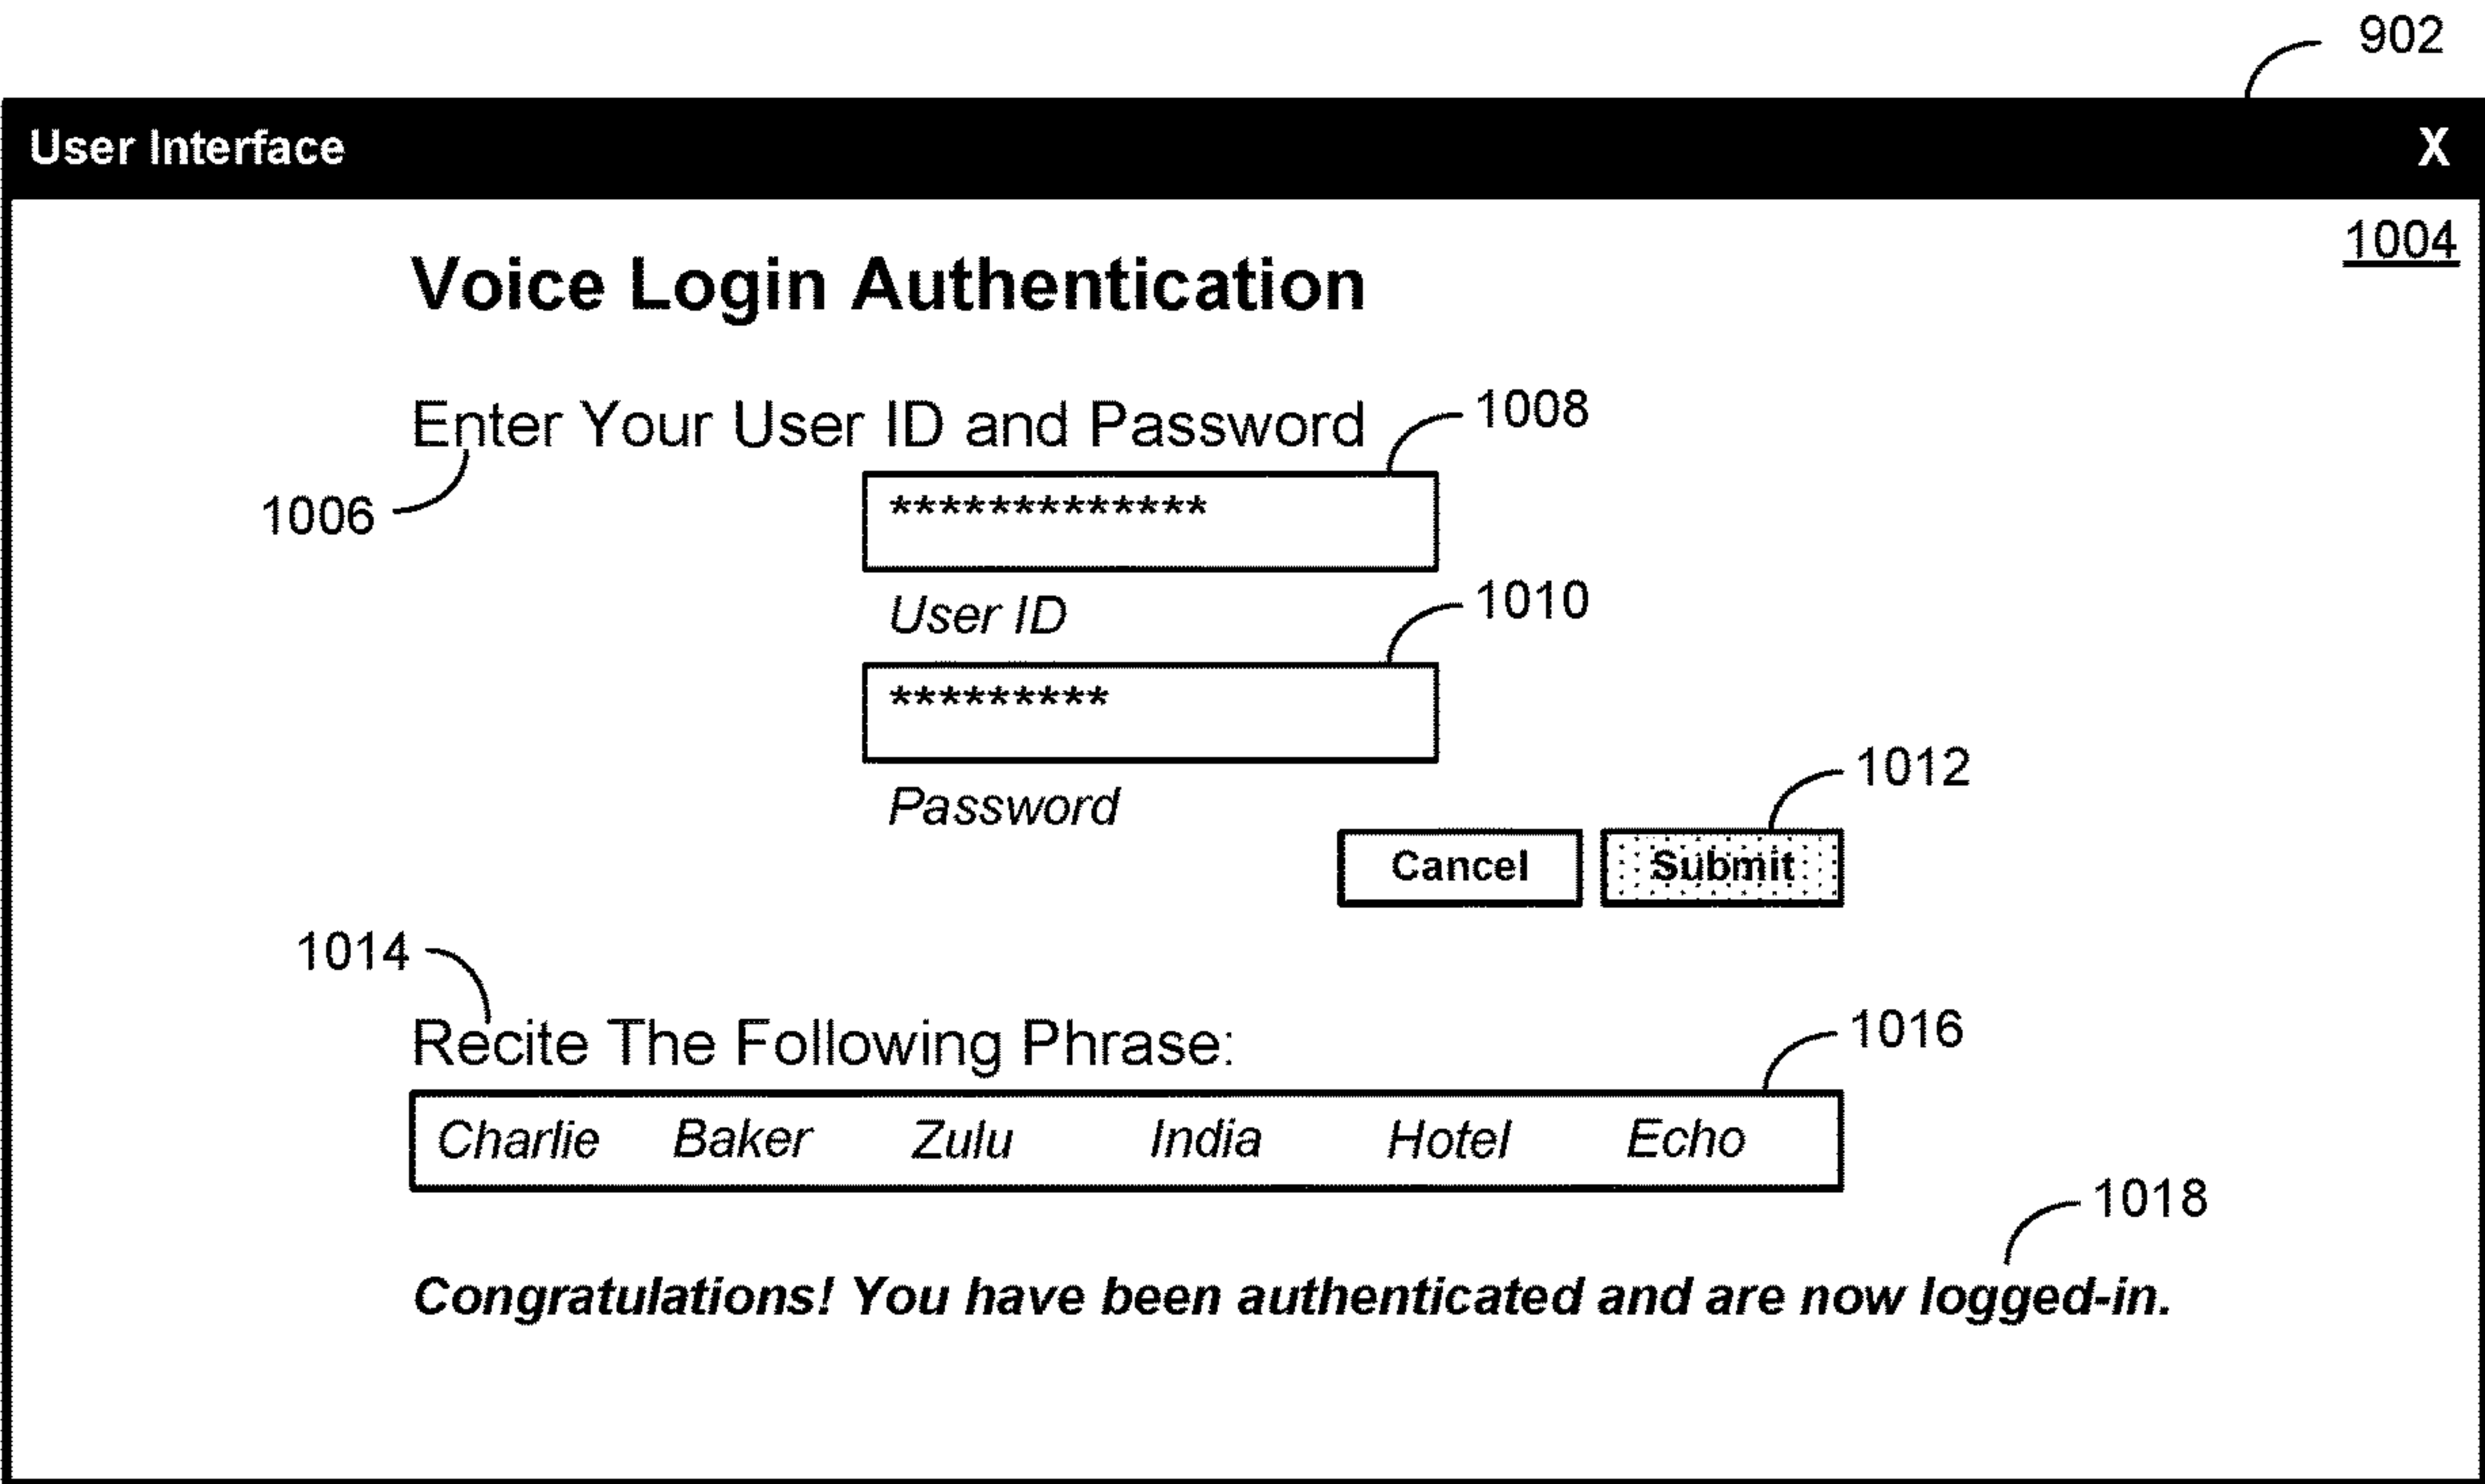 902
User Interface X
1004
Voice Login Authentication
Enter Your User ID and Password 1008
1006 *************
User ID 1010
*********
Password 1012
Cancel Submit
1014
Recite The Following Phrase: 1016
Charlie Baker Zulu India Hotel Echo
1018
Congratulations! You have been authenticated and are now logged-in.